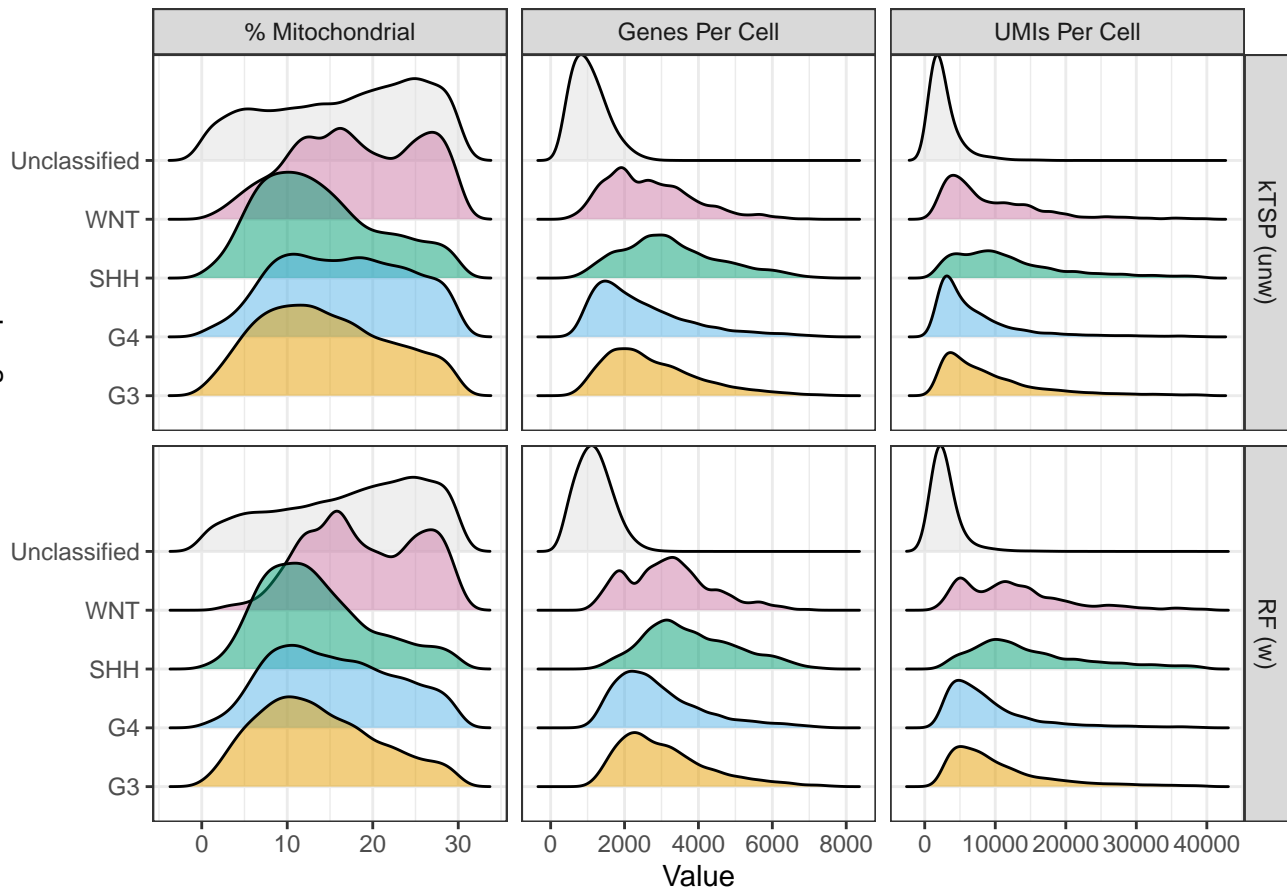 % Mitochondrial Genes Per Cell UMIs Per Cell
Unclassified
WNT
SHH
G4
G3
kTSP (unw)
Unclassified
WNT
SHH
G4
G3
RF (w)
0 10 20 30 0 2000 4000 6000 8000 0 10000 20000 30000 40000
Value